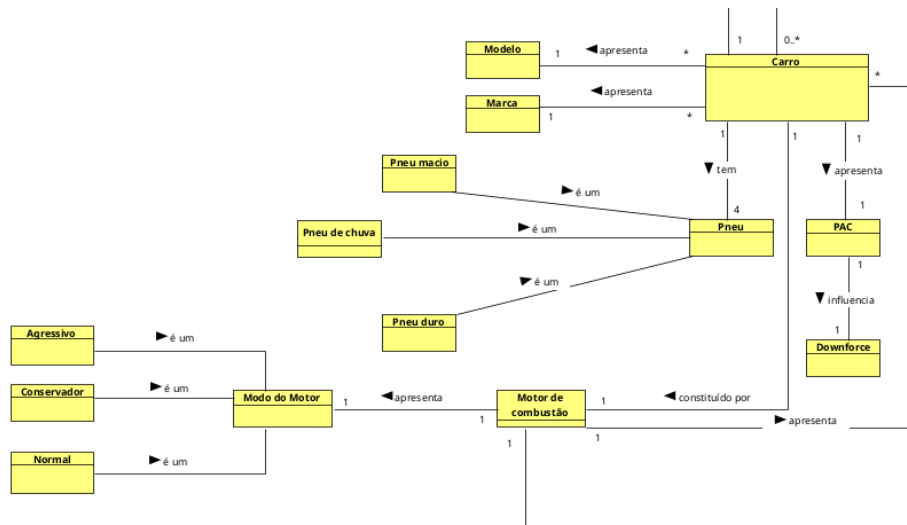 1
0..*
Modelo
1
apresenta
*
Carro
*
Marca
1
apresenta
*
1
1
1
Pneu macio
é um
tem
apresenta
4
1
Pneu de chuva
é um
Pneu
PAC
1
é um
influencia
Pneu duro
1
Downforce
Agressivo
é um
Conservador
é um
Modo do Motor
1
apresenta
1
Motor de
combustão
1
constituído por
1
1
apresenta
Normal
é um